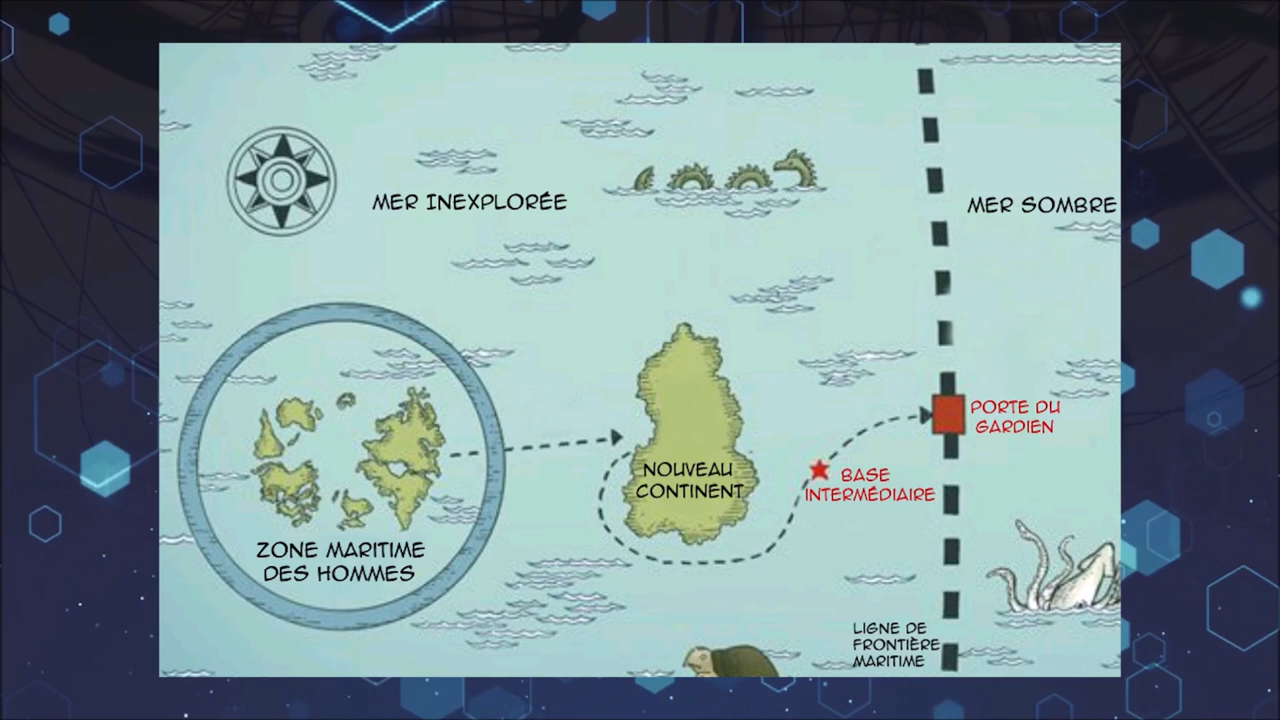 MER INEXPLORÉE
MER SOMBRE
PORTE DU
GARDIEN
NOUVEAU
CONTINENT
BASE
INTERMÉDIAIRE
ZONE MARITIME
DES HOMMES
LIGNE DE
FRONTIÈRE
MARITIME